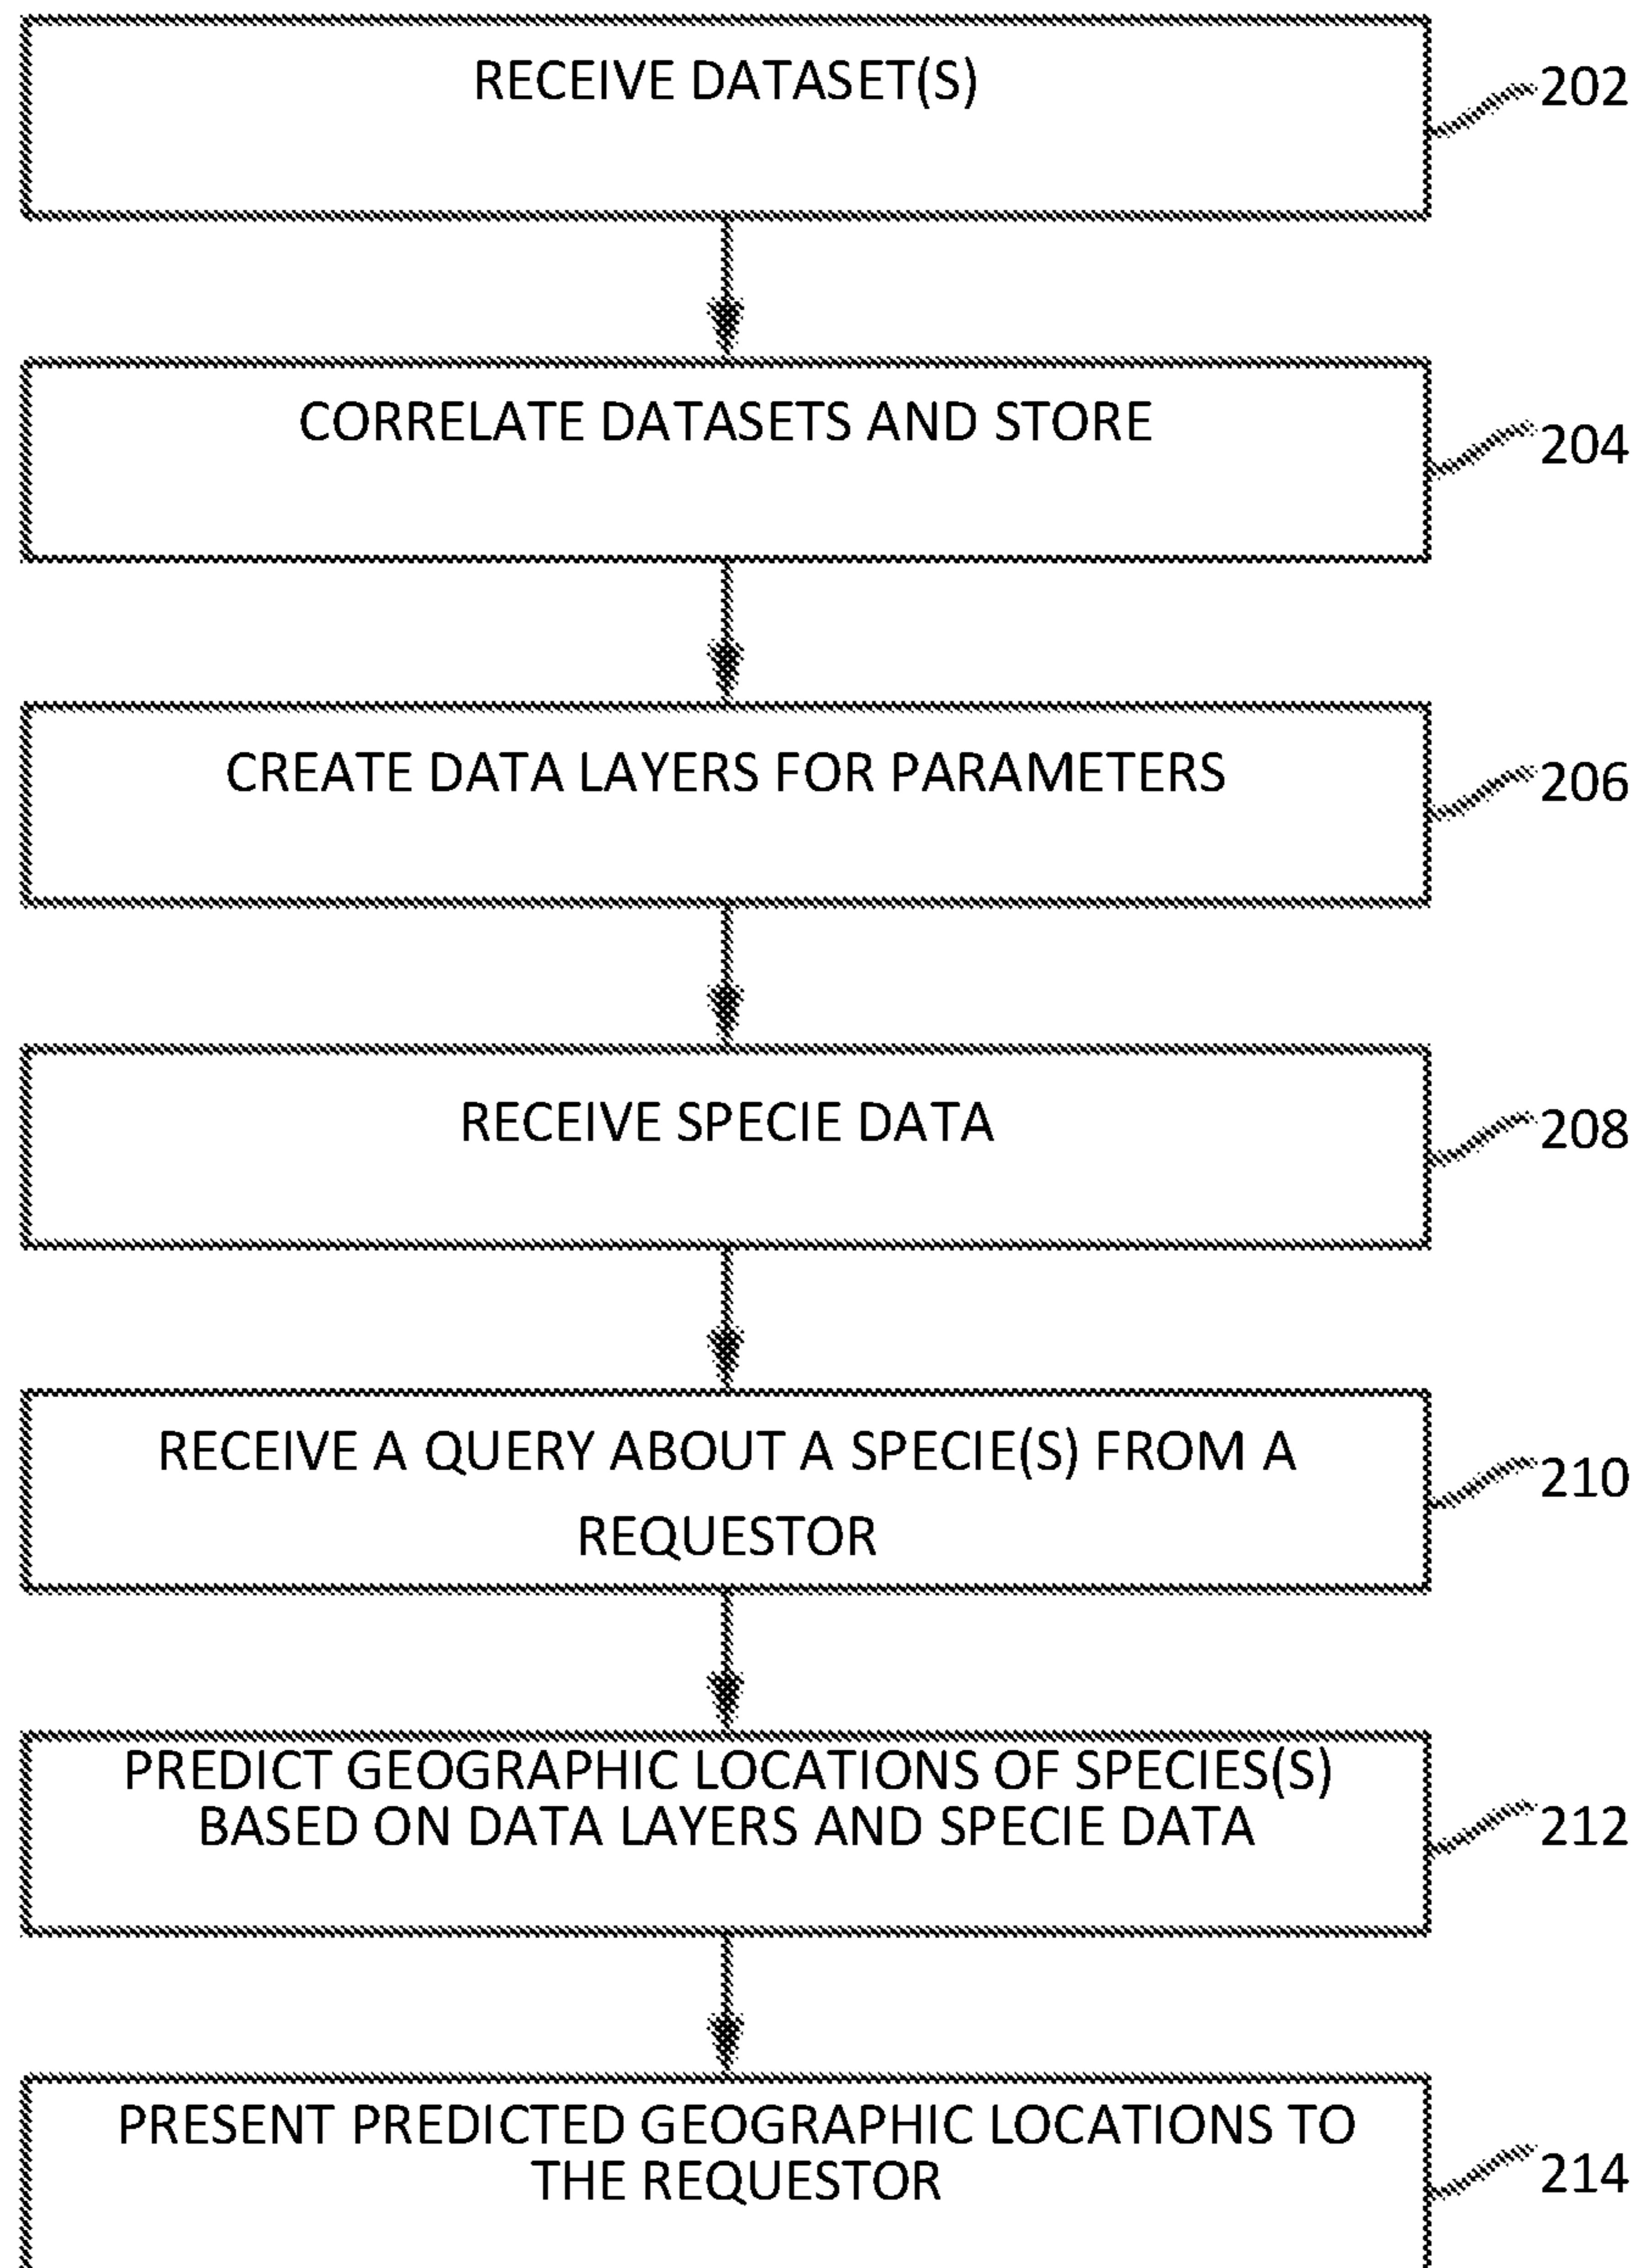 RECEIVE DATASET(S)
202
CORRELATE DATASETS AND STORE
204
CREATE DATA LAYERS FOR PARAMETERS
206
RECEIVE SPECIE DATA
208
RECEIVE A QUERY ABOUT A SPECIE(S) FROM A
REQUESTOR
210
PREDICT GEOGRAPHIC LOCATIONS OF SPECIES(S)
BASED ON DATA LAYERS AND SPECIE DATA
212
PRESENT PREDICTED GEOGRAPHIC LOCATIONS TO
THE REQUESTOR
214